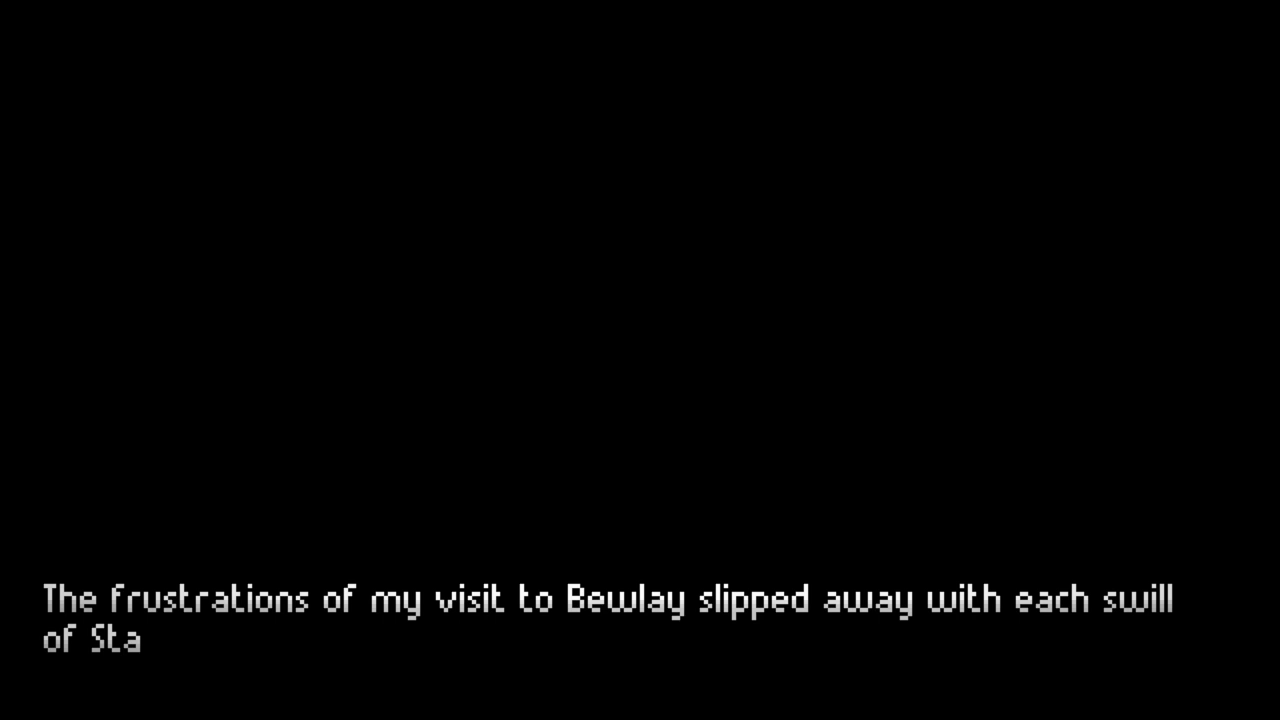 The frustrations of my visit to Bewlay slipped away with each swill
of Sta